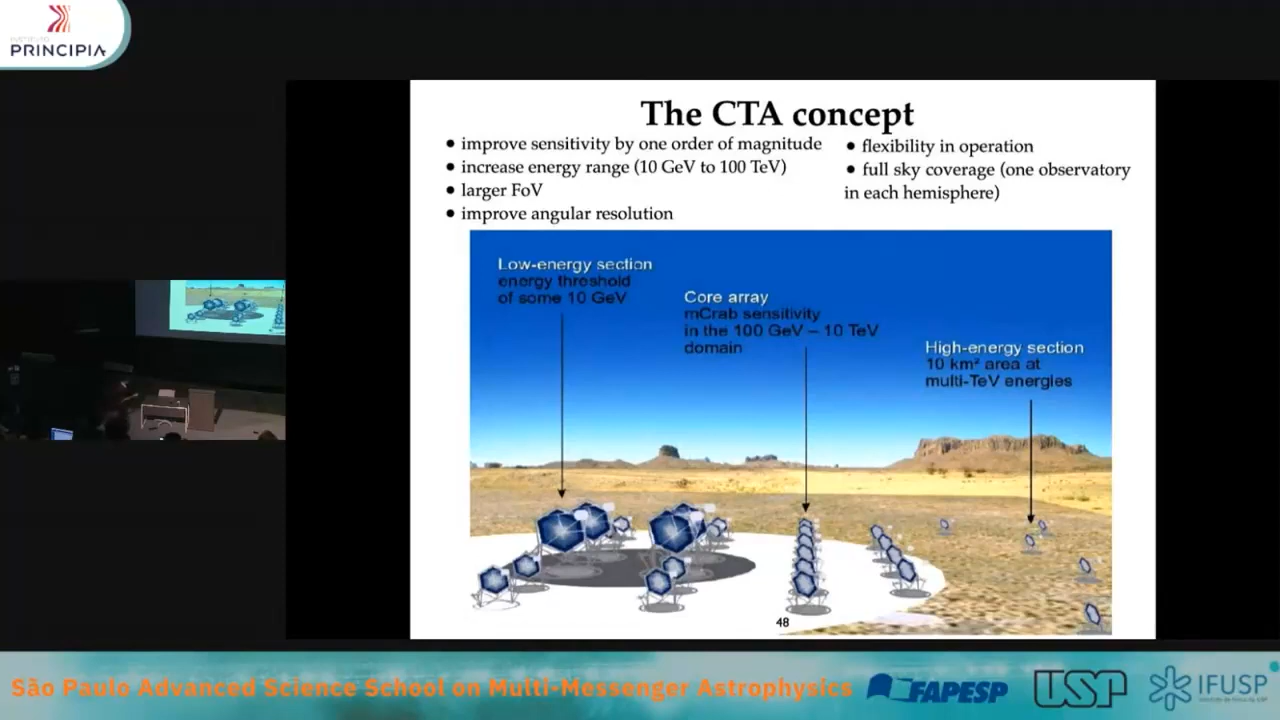 PRINCIPIA
The CTA concept
• improve sensitivity by one order of magnitude
• increase energy range (10 GeV to 100 TeV)
• larger FoV
• improve angular resolution
• flexibility in operation
• full sky coverage (one observatory
in each hemisphere)
Low-energy section
energy threshold
of some 10 GeV
Core array
mCrab sensitivity
in the 100 GeV – 10 TeV
domain
High-energy section
10 km² area at
multi-TeV energies
48
São Paulo Advanced Science School on Multi-Messenger Astrophysics
FAPESP
USP
IFUSP